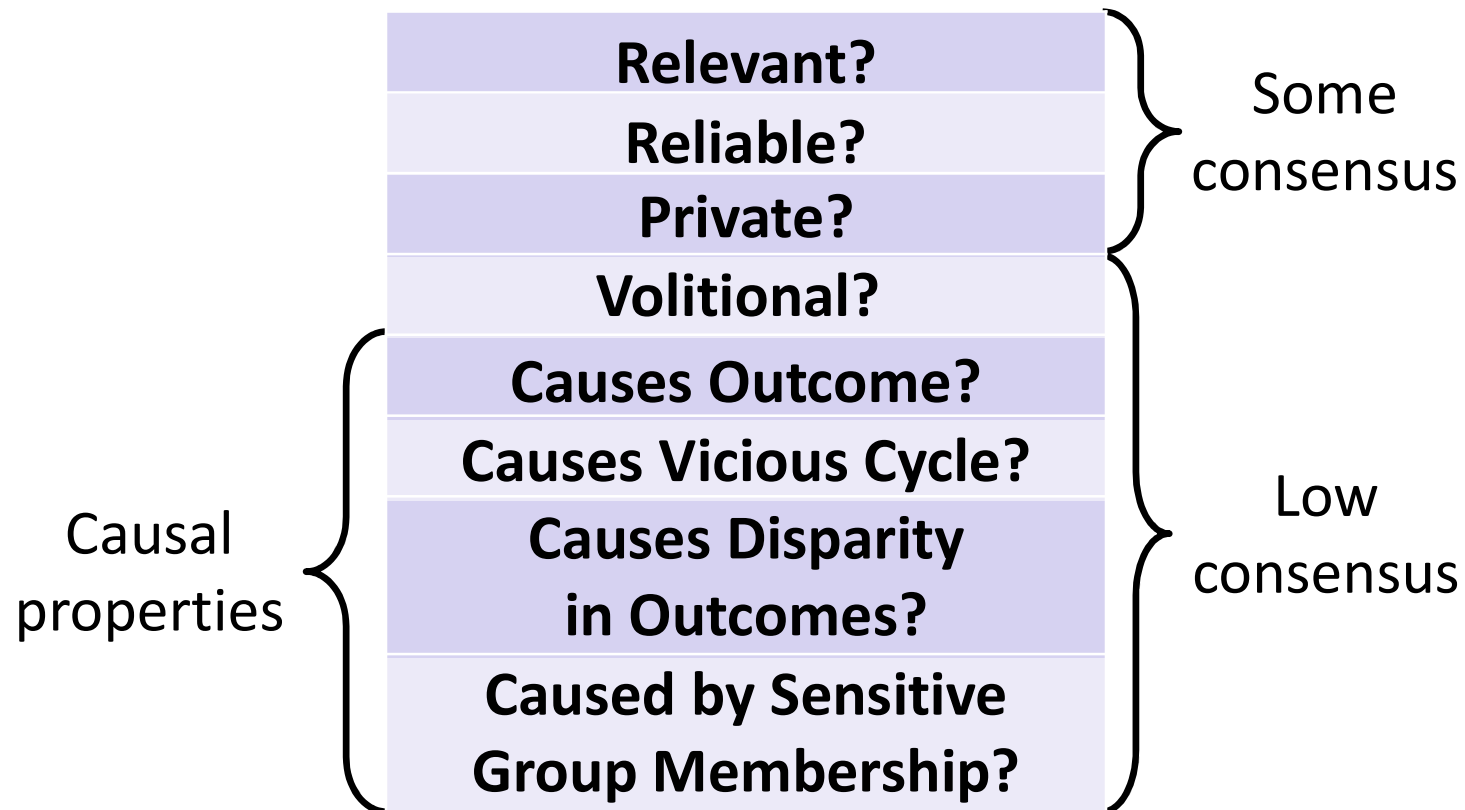 Relevant?
Reliable?
Private?
Volitional?
Causes Outcome?
Causes Vicious Cycle?
Causes Disparity
in Outcomes?
Caused by Sensitive
Group Membership?
Some
consensus
Low
consensus
Causal
properties